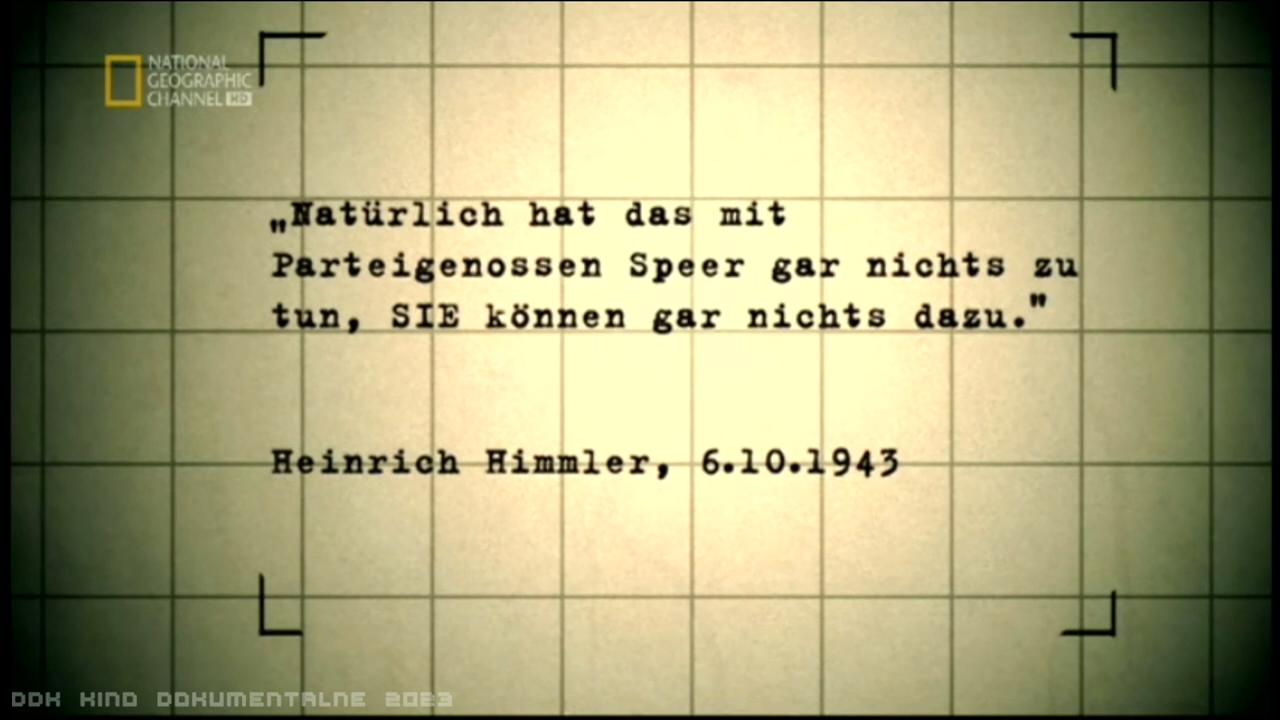 NATIONAL
GEOGRAPHIC
CHANNEL HD
„Natürlich hat das mit
Parteigenossen Speer gar nichts zu
tun, SIE können gar nichts dazu."
Heinrich Himmler, 6.10.1943
DDK KINO DOKUMENTALNE 2023